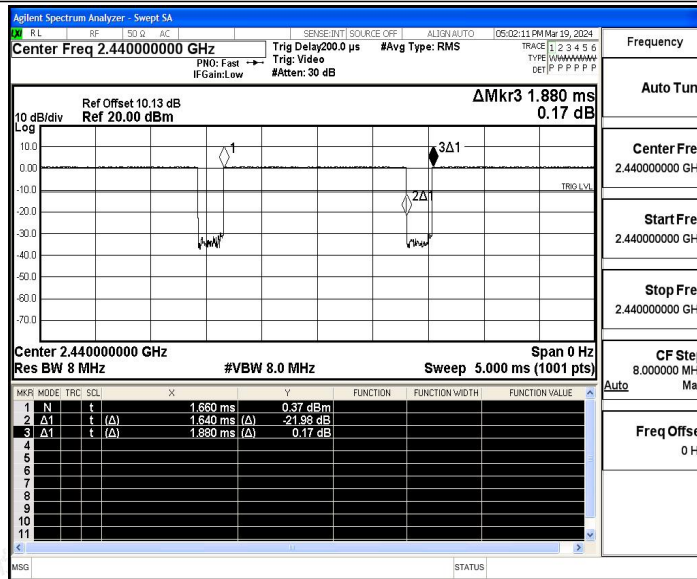 Agilent Spectrum Analyzer - Swept SA
RL RF 50 Ω AC SENSE:INT SOURCE OFF ALIGN AUTO 05:02:11 PM Mar 19, 2024
Center Freq 2.440000000 GHz
PNO: Fast
IFGain:Low
Trig Delay200.0 µs
Trig: Video
#Atten: 30 dB
#Avg Type: RMS
TRACE 1 2 3 4 5 6
TYPE W
DET P P P P P P
ΔMkr3 1.880 ms
0.17 dB
Ref Offset 10.13 dB
10 dB/div Ref 20.00 dBm
Log
10.0
0.00
-10.0
-20.0
-30.0
-40.0
-50.0
-60.0
-70.0
1
3Δ1
2Δ1
TRIG LVL
Center 2.440000000 GHz Span 0 Hz
Res BW 8 MHz #VBW 8.0 MHz Sweep 5.000 ms (1001 pts)
MKR MODE TRC SCL X Y FUNCTION FUNCTION WIDTH FUNCTION VALUE
1 N t 1.660 ms 0.37 dBm
2 Δ1 t (Δ) 1.640 ms (Δ) -21.98 dB
3 Δ1 t (Δ) 1.880 ms (Δ) 0.17 dB
4
5
6
7
8
9
10
11
MSG STATUS
Frequency
Auto Tun
Center Fre
2.440000000 GH
Start Fre
2.440000000 GH
Stop Fre
2.440000000 GH
CF Ste
8.000000 MH
Auto Ma
Freq Offse
0 H